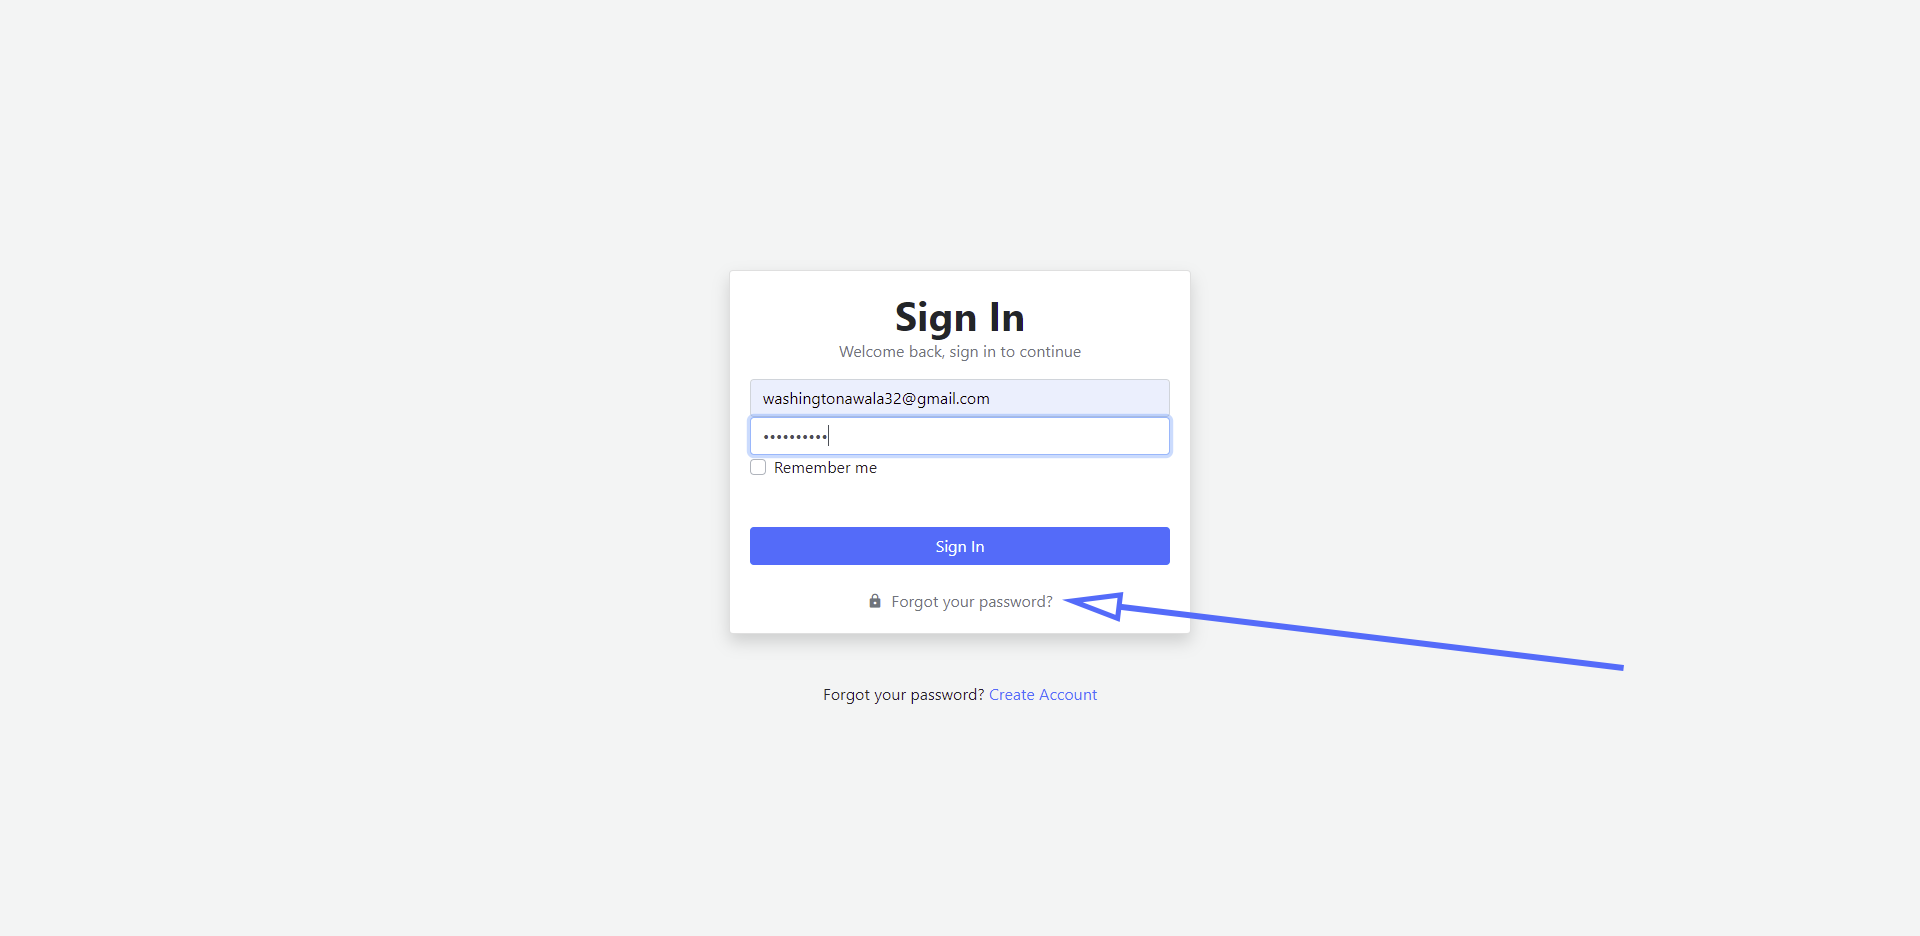 Sign In
Welcome back, sign in to continue
washingtonawala32@gmail.com
••••••••••
Remember me
Sign In
Forgot your password?
Forgot your password? Create Account